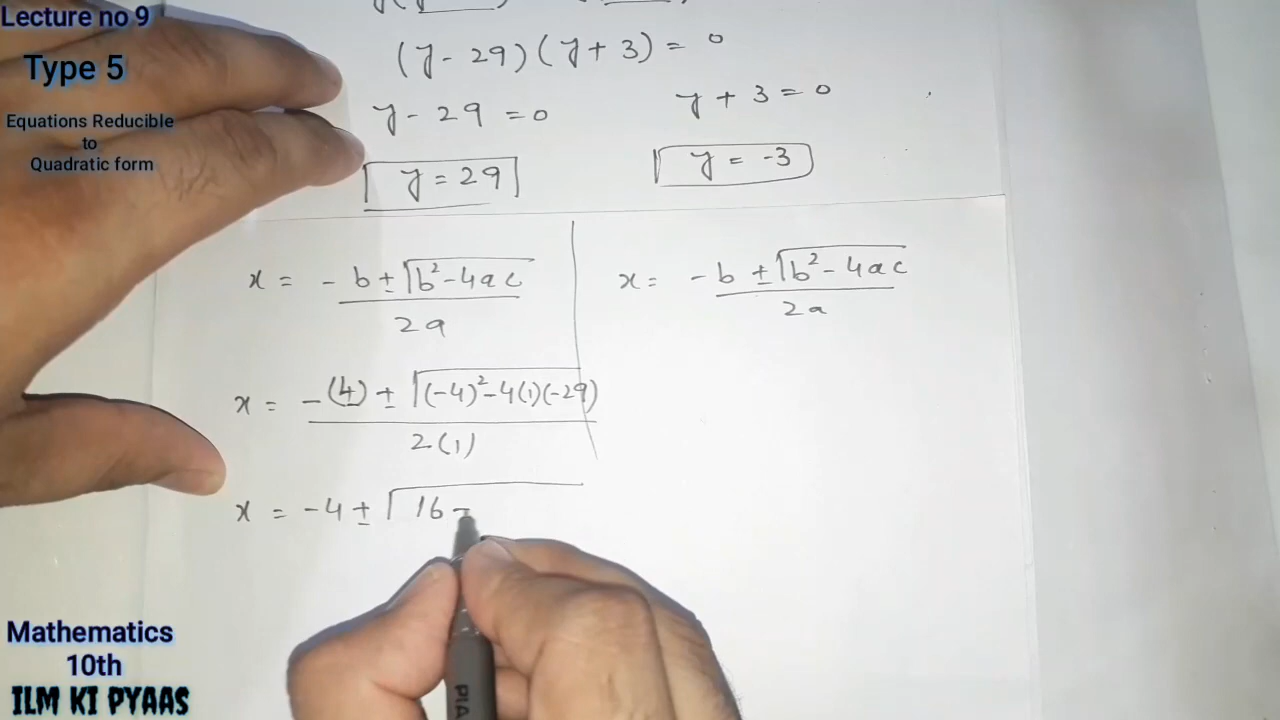 Lecture no 9
Type 5
Equations Reducible
to
Quadratic form
(y - 29)(y + 3) = 0
y - 29 = 0
y + 3 = 0
y = 29
y = -3
x = -b ± √(b² - 4ac) / 2a
x = -b ± √(b² - 4ac) / 2a
x = -(4) ± √((-4)² - 4(1)(-29)) / 2(1)
x = -4 ± √16 -
Mathematics
10th
ILM KI PYAAS
PIA